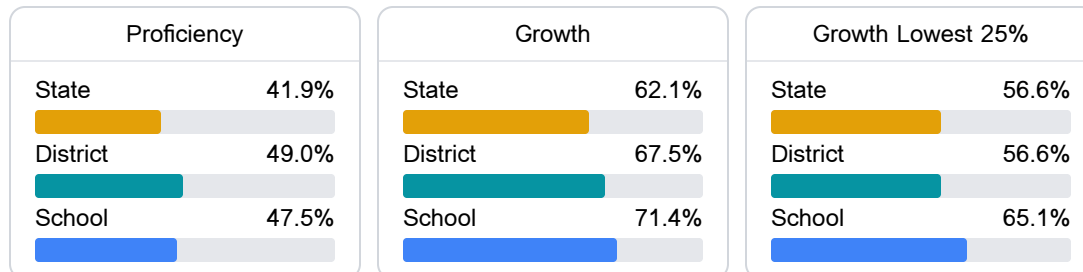 Proficiency
State 41.9%
District 49.0%
School 47.5%
Growth
State 62.1%
District 67.5%
School 71.4%
Growth Lowest 25%
State 56.6%
District 56.6%
School 65.1%